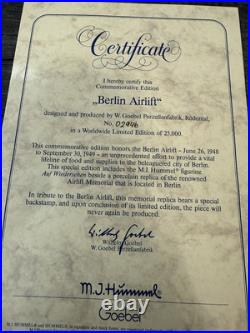 Certificate
I hereby certify this
Commemorative Edition
„Berlin Airlift"
designed and produced by W. Goebel Porzellanfabrik, Rödental,
No. 02946
in a Worldwide Limited Edition of 25,000.
This commemorative edition honors the Berlin Airlift - June 26, 1948
to September 30, 1949 - an unprecedented effort to provide a vital
lifeline of food and supplies to the beleaguered city of Berlin.
This special edition includes the M.I. Hummel figurine
Auf Wiedersehen beside a porcelain replica of the renowned
Airlift Memorial that is located in Berlin
In tribute to the Berlin Airlift, this memorial replica bears a special
backstamp, and upon conclusion of its limited edition, the piece will
never again be produced.
Wilhelm Goebel
W. Goebel Porzellanfabrik
M.J. Hummel
Goebel